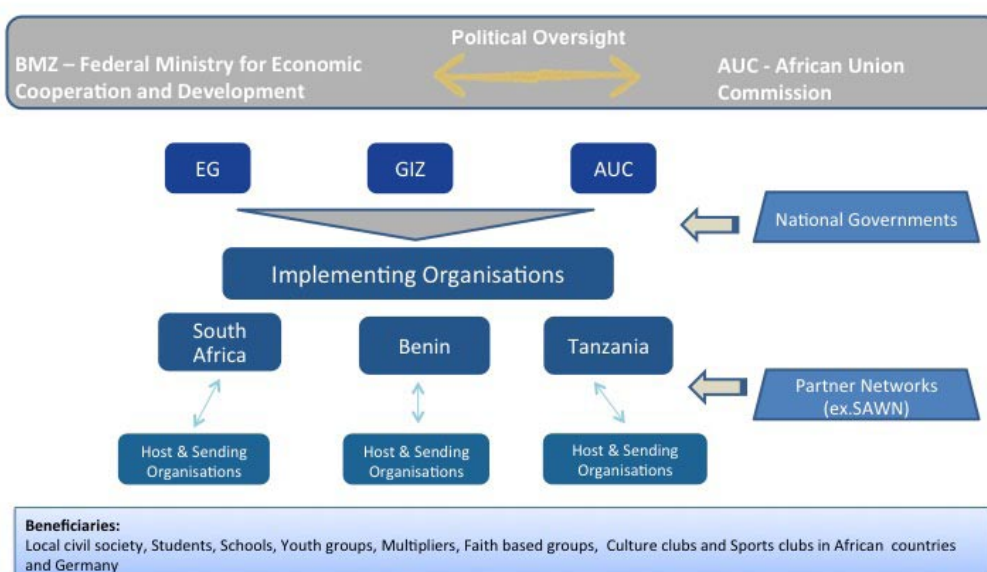 Political Oversight
BMZ – Federal Ministry for Economic
Cooperation and Development
AUC - African Union
Commission
EG
GIZ
AUC
National Governments
Implementing Organisations
South
Africa
Benin
Tanzania
Partner Networks
(ex.SAWN)
Host & Sending
Organisations
Host & Sending
Organisations
Host & Sending
Organisations
Beneficiaries:
Local civil society, Students, Schools, Youth groups, Multipliers, Faith based groups, Culture clubs and Sports clubs in African countries
and Germany